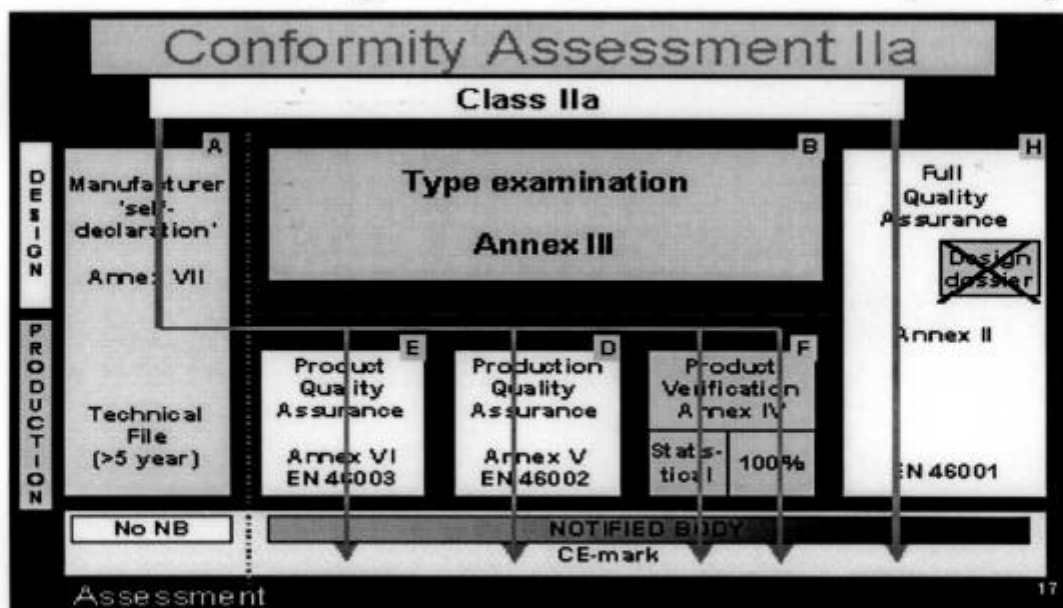 Conformity Assessment IIa
Class IIa
DESIGN
A
Manufacturer
'self-
declaration'
Annex VII
B
Type examination
Annex III
H
Full
Quality
Assurance
Design
dossier
Annex II
EN 46001
PRODUCTION
Technical
File
(>5 year)
E
Product
Quality
Assurance
Annex VI
EN 46003
D
Production
Quality
Assurance
Annex V
EN 46002
F
Product
Verification
Annex IV
Statis-
tical
100%
No NB
NOTIFIED BODY
CE-mark
Assessment
17